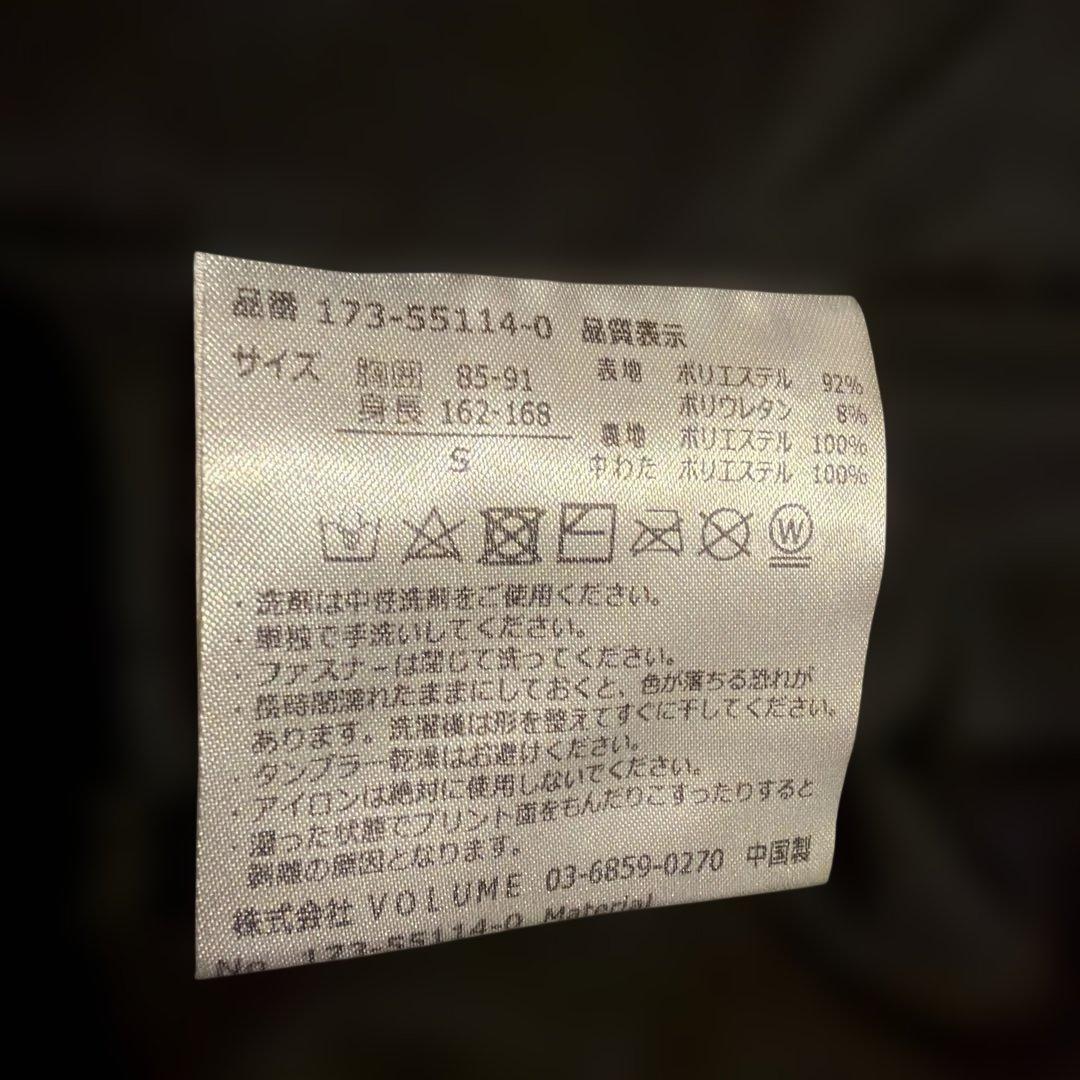 品番 173-55114-0 品質表示
サイズ 胸囲 85-91 表地 ポリエステル 92%
身長 162-168 ポリウレタン 8%
裏地 ポリエステル 100%
S 中わた ポリエステル 100%
W
・洗剤は中性洗剤をご使用ください。
・単独で手洗いしてください。
・ファスナーは閉じて洗ってください。
・長時間濡れたままにしておくと、色が落ちる恐れが
あります。洗濯後は形を整えてすぐに干してください。
・タンブラー乾燥はお避けください。
・アイロンは絶対に使用しないでください。
・湿った状態でプリント面をもんだりこすったりすると
剥離の原因となります。
株式会社 VOLUME 03-6859-0270 中国製
No. 173-55114-0 Material